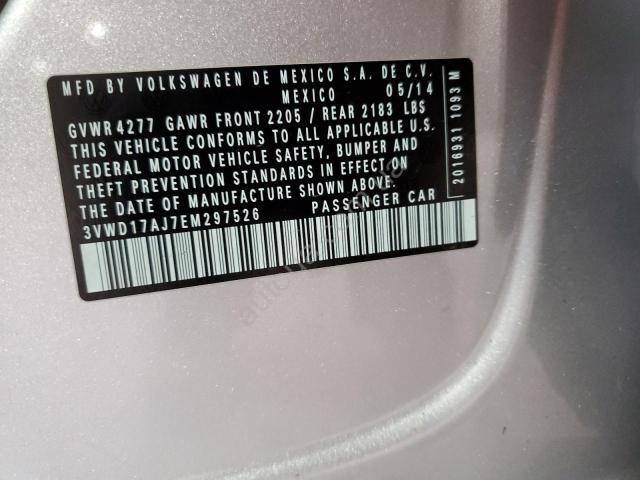 MFD BY VOLKSWAGEN DE MEXICO S.A. DE C.V.
MEXICO 05/14
GVWR 4277 GAWR FRONT 2205 / REAR 2183 LBS
THIS VEHICLE CONFORMS TO ALL APPLICABLE U.S.
FEDERAL MOTOR VEHICLE SAFETY, BUMPER AND
THEFT PREVENTION STANDARDS IN EFFECT ON
THE DATE OF MANUFACTURE SHOWN ABOVE.
3VWD17AJ7EM297526 PASSENGER CAR
2016931 1093 M